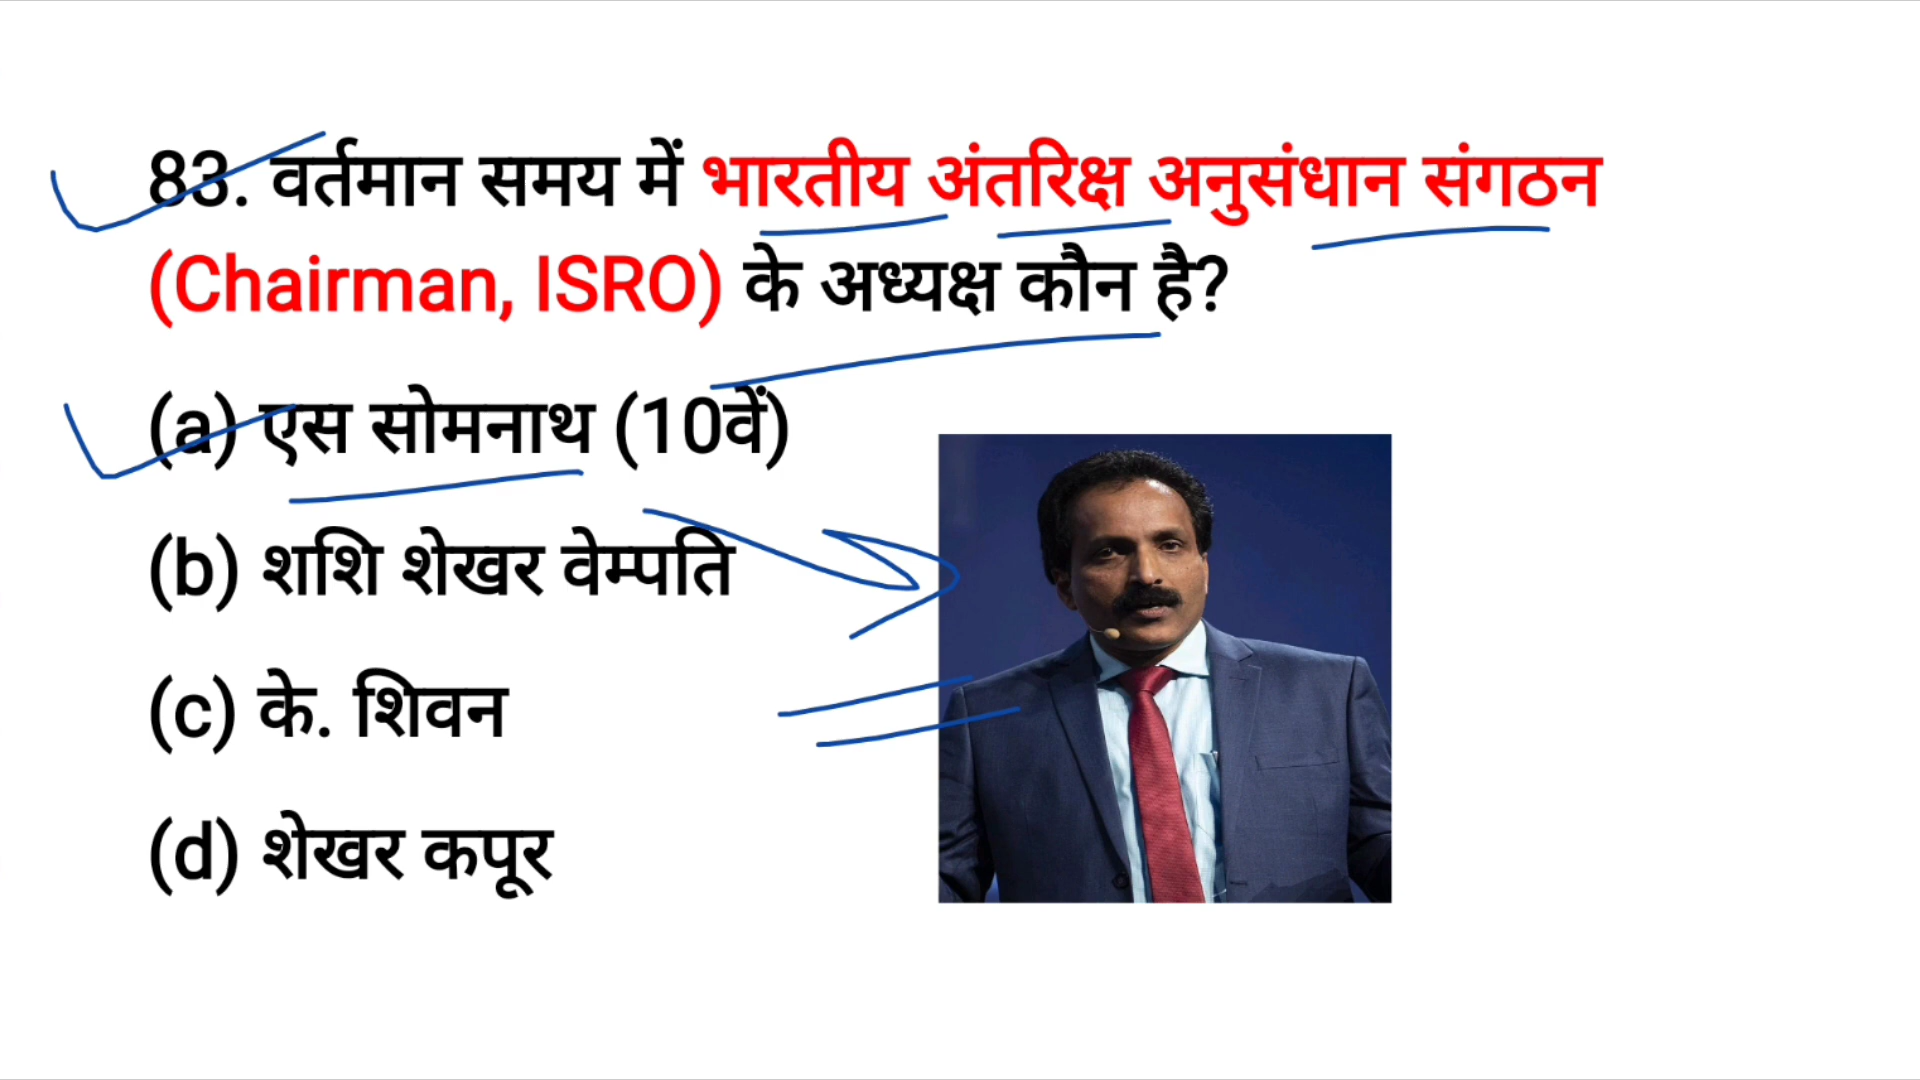 83. वर्तमान समय में भारतीय अंतरिक्ष अनुसंधान संगठन
(Chairman, ISRO) के अध्यक्ष कौन है?
(a) एस सोमनाथ (10वें)
(b) शशि शेखर वेम्पति
(c) के. शिवन
(d) शेखर कपूर